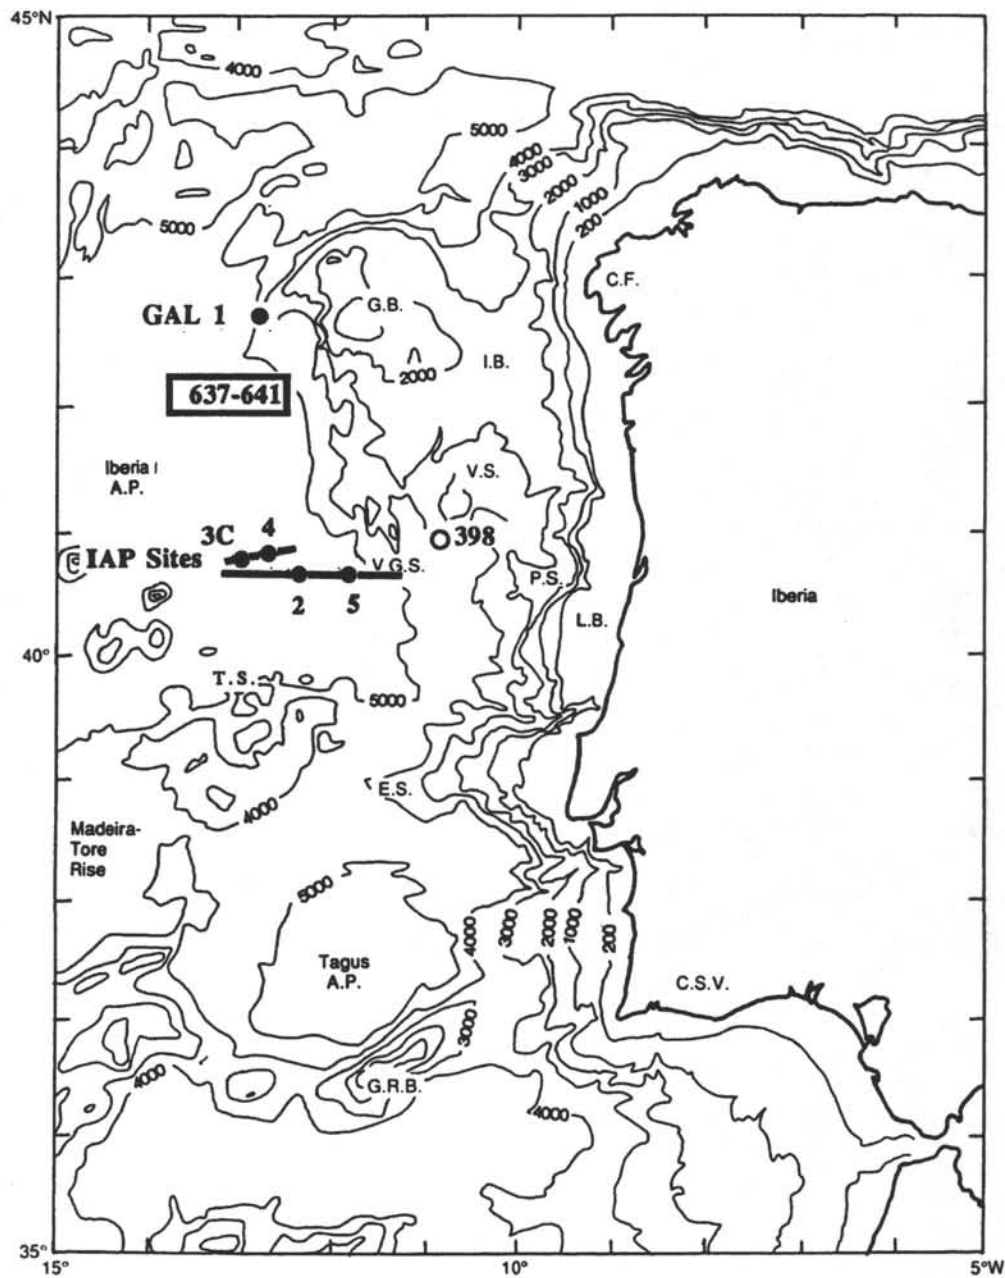 45°N
4000
5000
4000
3000
2000
1000
200
5000
C.F.
GAL 1
G.B.
I.B.
2000
637-641
Iberia
A.P.
V.S.
3C
4
398
IAP Sites
V.G.S.
P.S.
2
5
Iberia
L.B.
40°
T.S.
5000
E.S.
4000
Madeira-
Tore
Rise
5000
4000
3000
2000
1000
200
Tagus
A.P.
C.S.V.
3000
4000
G.R.B.
4000
35°
15°
10°
5°W